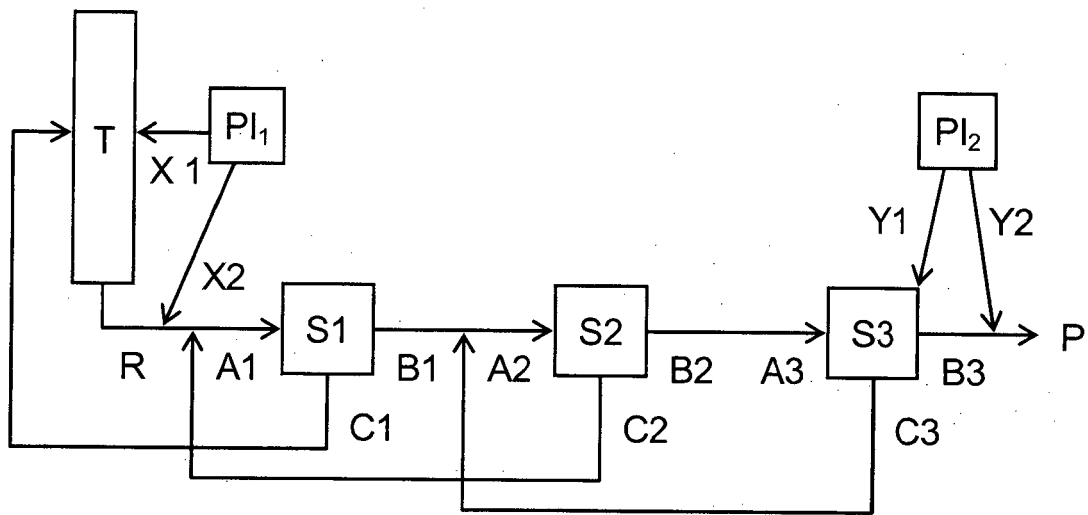 T
X 1
PI₁
X2
PI₂
Y1
Y2
S1
S2
S3
P
R
A1
B1
A2
B2
A3
B3
C1
C2
C3